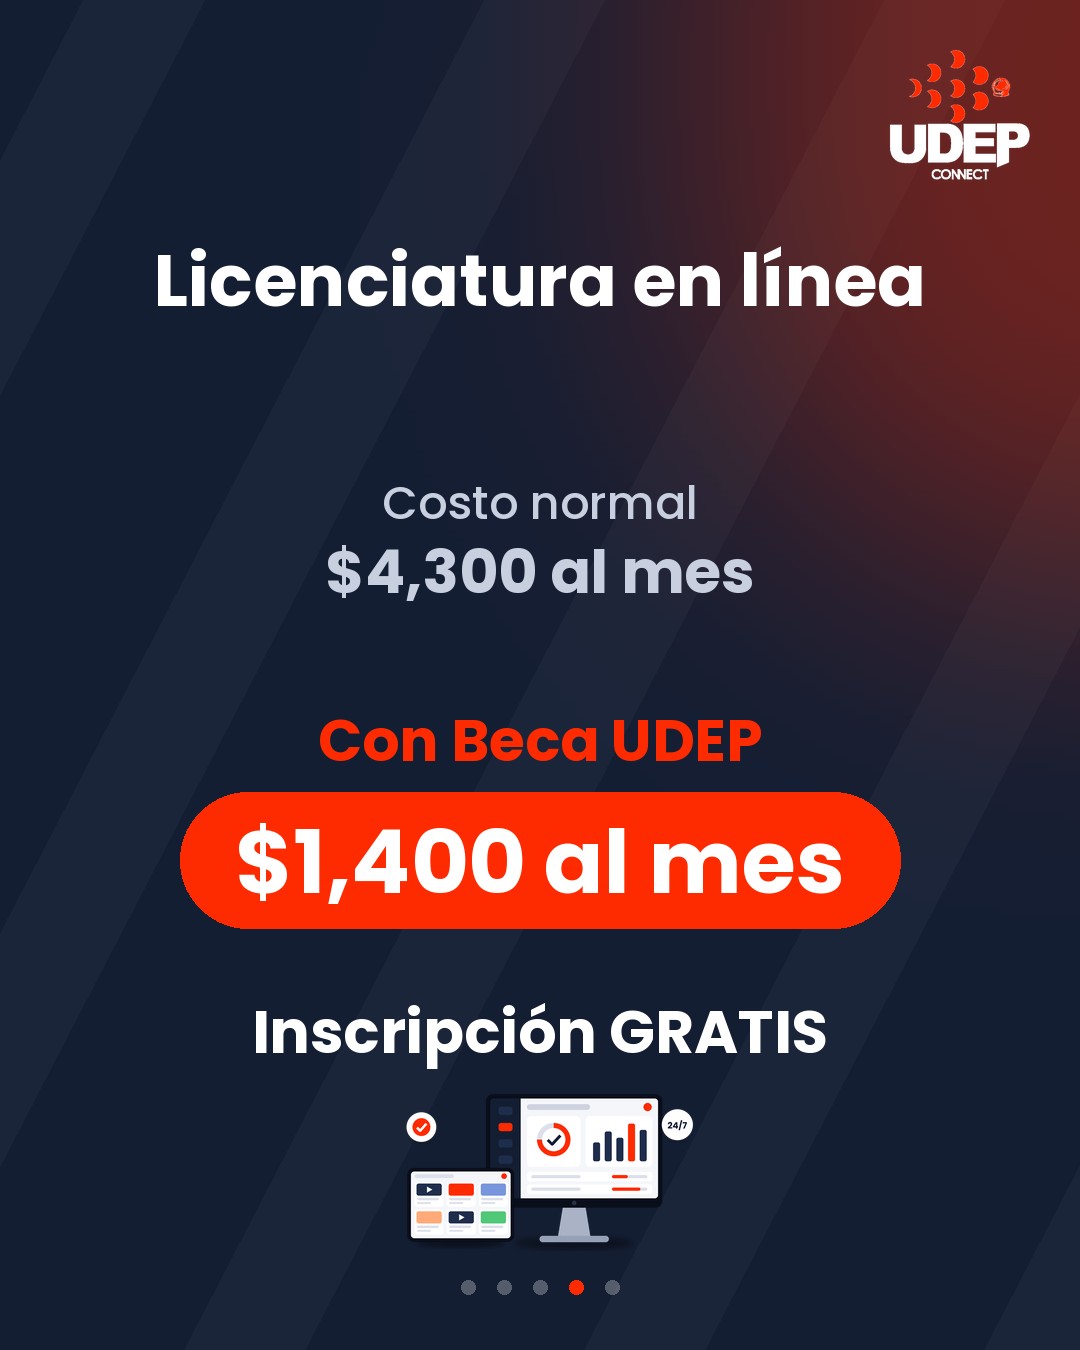 UDEP
CONNECT
Licenciatura en línea
Costo normal
$4,300 al mes
Con Beca UDEP
$1,400 al mes
Inscripción GRATIS
24/7